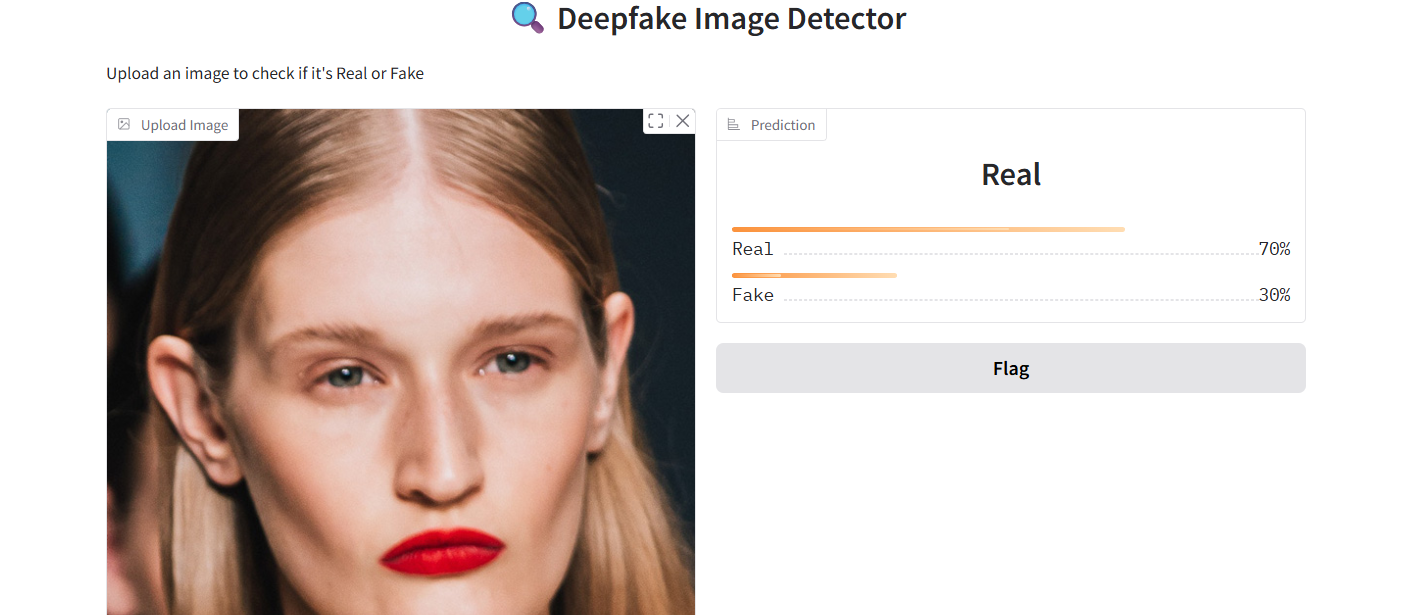 Deepfake Image Detector
Upload an image to check if it's Real or Fake
Upload Image
Prediction
Real
Real 70%
Fake 30%
Flag